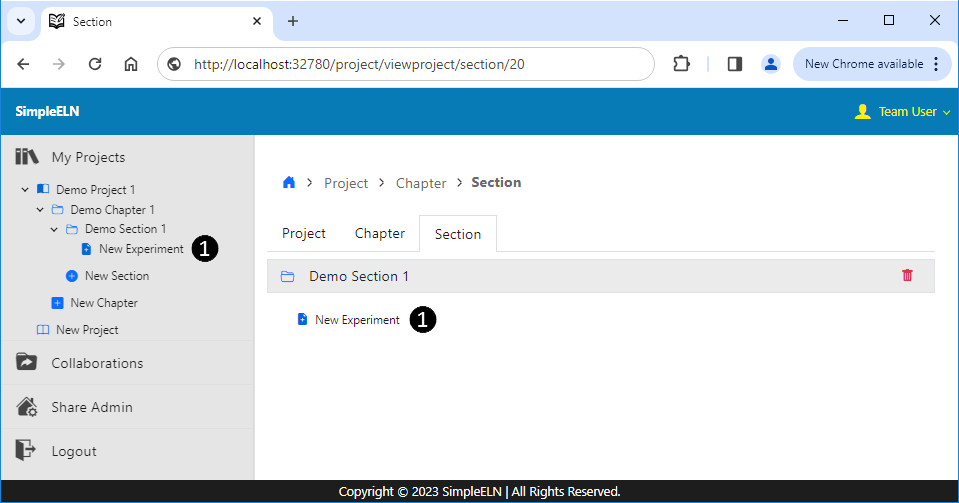 Section
http://localhost:32780/project/viewproject/section/20
New Chrome available
SimpleELN
Team User
My Projects
Demo Project 1
Demo Chapter 1
Demo Section 1
New Experiment 1
New Section
New Chapter
New Project
Collaborations
Share Admin
Logout
Project > Chapter > Section
Project Chapter Section
Demo Section 1
New Experiment 1
Copyright © 2023 SimpleELN | All Rights Reserved.